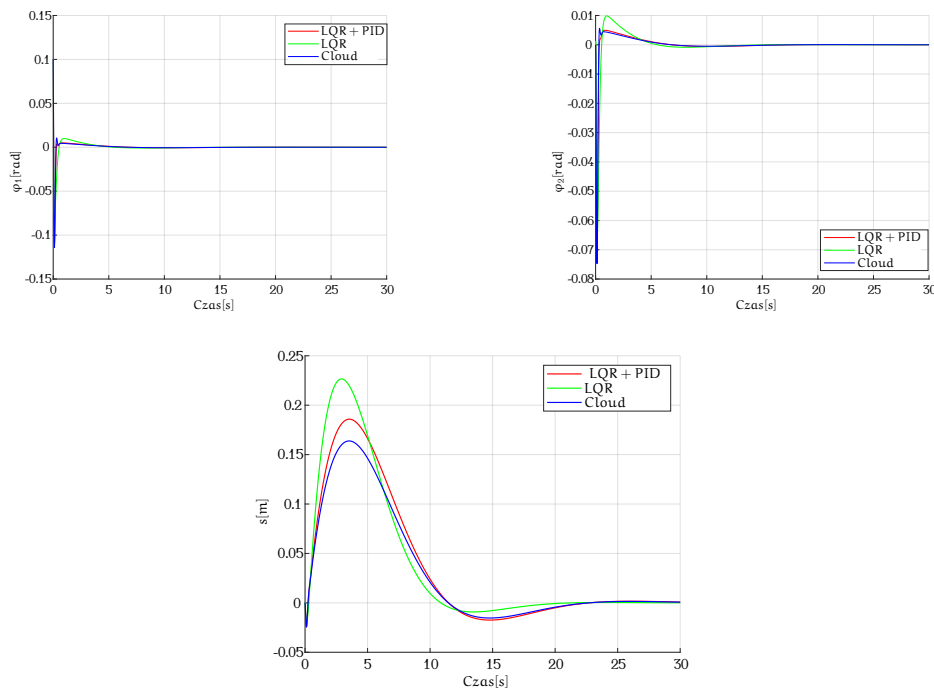 0.15
0.1
0.05
0
-0.05
-0.1
-0.15
φ₁[rad]
0 5 10 15 20 25 30
Czas[s]
LQR + PID
LQR
Cloud
0.01
0
-0.01
-0.02
-0.03
-0.04
-0.05
-0.06
-0.07
-0.08
φ₂[rad]
0 5 10 15 20 25 30
Czas[s]
LQR + PID
LQR
Cloud
0.25
0.2
0.15
0.1
0.05
0
-0.05
s[m]
0 5 10 15 20 25 30
Czas[s]
LQR + PID
LQR
Cloud